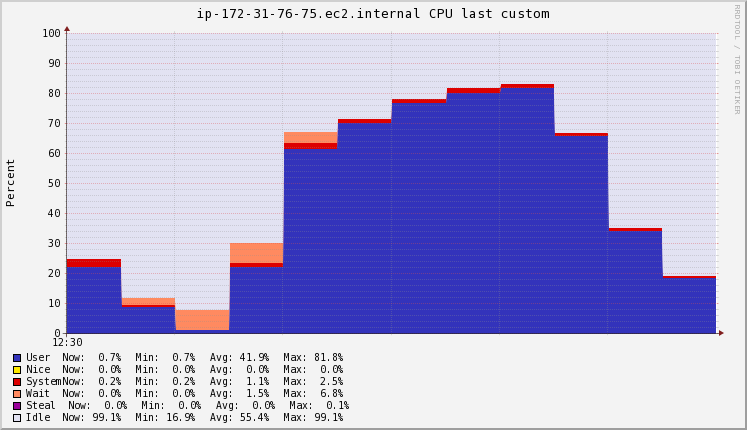 ip-172-31-76-75.ec2.internal CPU last custom
RRDTOOL / TOBI OETIKER
Percent
100
90
80
70
60
50
40
30
20
10
0
12:30
User Now: 0.7% Min: 0.7% Avg: 41.9% Max: 81.8%
Nice Now: 0.0% Min: 0.0% Avg: 0.0% Max: 0.0%
System Now: 0.2% Min: 0.2% Avg: 1.1% Max: 2.5%
Wait Now: 0.0% Min: 0.0% Avg: 1.5% Max: 6.8%
Steal Now: 0.0% Min: 0.0% Avg: 0.0% Max: 0.1%
Idle Now: 99.1% Min: 16.9% Avg: 55.4% Max: 99.1%